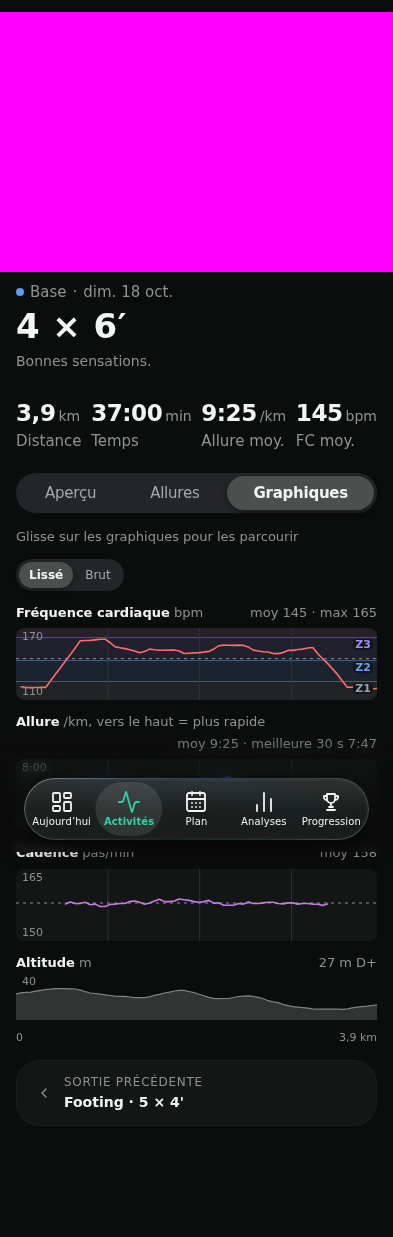 Base · dim. 18 oct.
4 × 6′
Bonnes sensations.
3,9 km 37:00 min 9:25 /km 145 bpm
Distance Temps Allure moy. FC moy.
Aperçu Allures Graphiques
Glisse sur les graphiques pour les parcourir
Lissé Brut
Fréquence cardiaque bpm moy 145 · max 165
170
Z3
Z2
110 Z1
Allure /km, vers le haut = plus rapide
moy 9:25 · meilleure 30 s 7:47
8:00
Aujourd'hui Activités Plan Analyses Progression
Cadence pas/min moy 158
165
150
Altitude m 27 m D+
40
0 3,9 km
SORTIE PRÉCÉDENTE
Footing · 5 × 4'